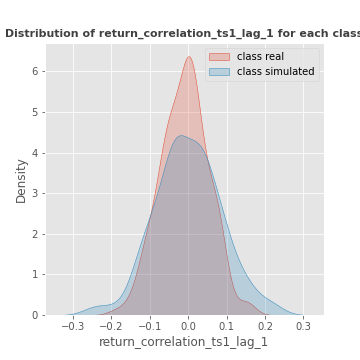 Distribution of return_correlation_ts1_lag_1 for each class
class real
class simulated
Density
6
5
4
3
2
1
0
−0.3 −0.2 −0.1 0.0 0.1 0.2 0.3
return_correlation_ts1_lag_1